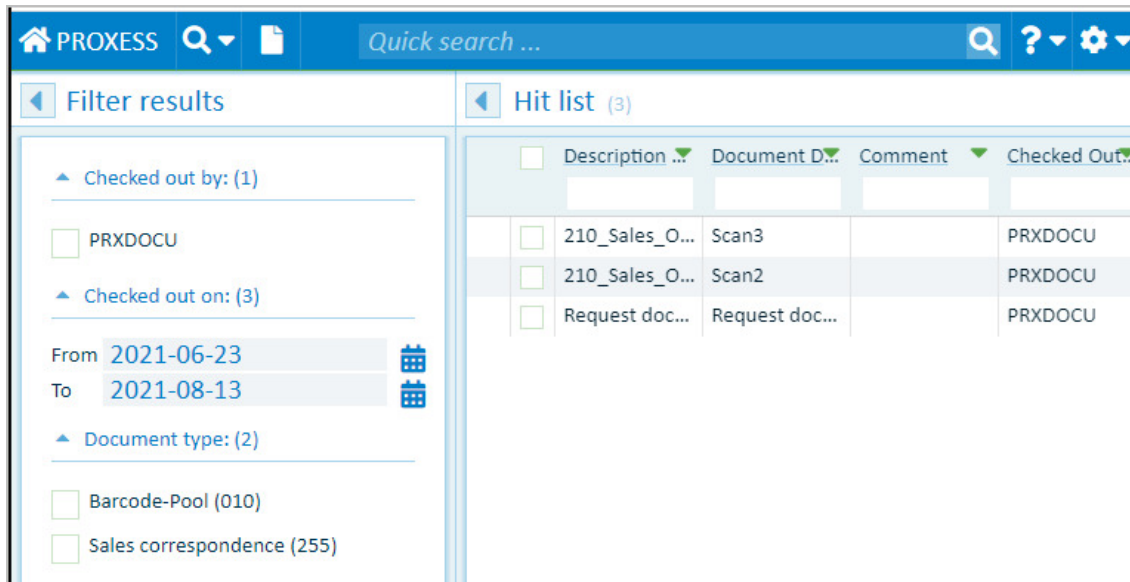 PROXESS Quick search ... ?
Filter results
Checked out by: (1)
PRXDOCU
Checked out on: (3)
From 2021-06-23
To 2021-08-13
Document type: (2)
Barcode-Pool (010)
Sales correspondence (255)
Hit list (3)
Description ... Document D... Comment Checked Out...
210_Sales_O... Scan3 PRXDOCU
210_Sales_O... Scan2 PRXDOCU
Request doc... Request doc... PRXDOCU